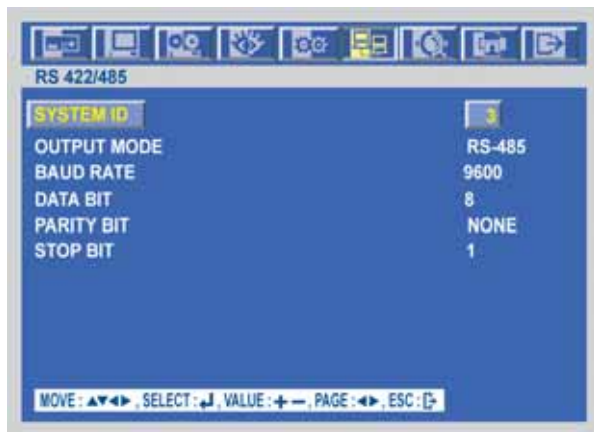 RS 422/485
SYSTEM ID 3
OUTPUT MODE RS-485
BAUD RATE 9600
DATA BIT 8
PARITY BIT NONE
STOP BIT 1
MOVE : ▲▼◀▶ , SELECT : ↲ , VALUE : + — , PAGE : ◀▶ , ESC :